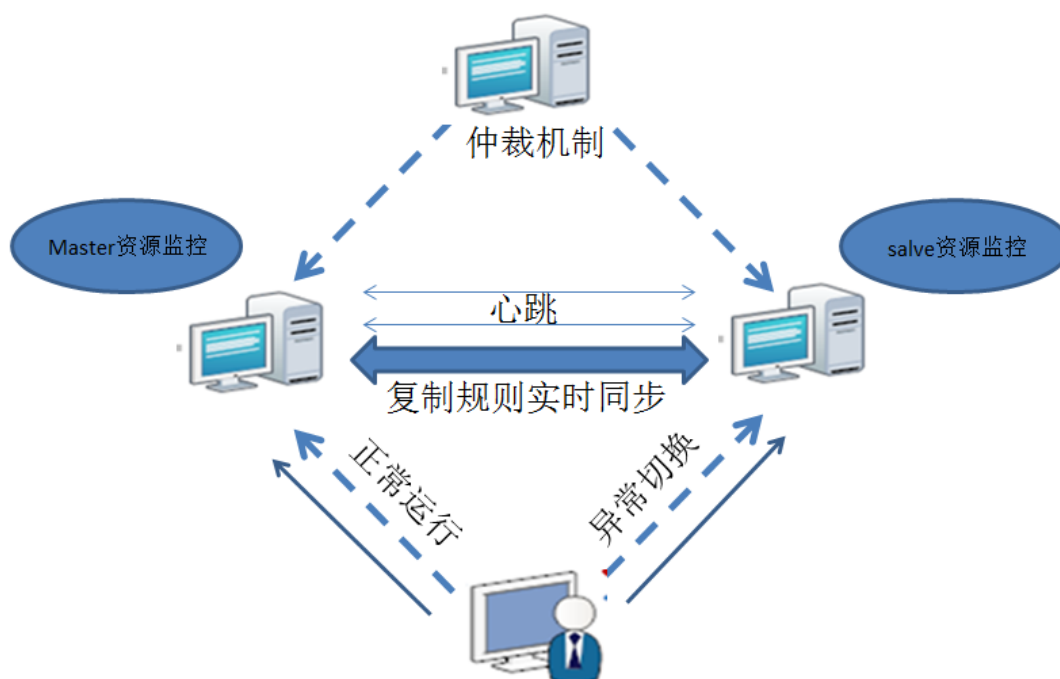 仲裁机制
Master资源监控
salve资源监控
心跳
复制规则实时同步
正常运行
异常切换